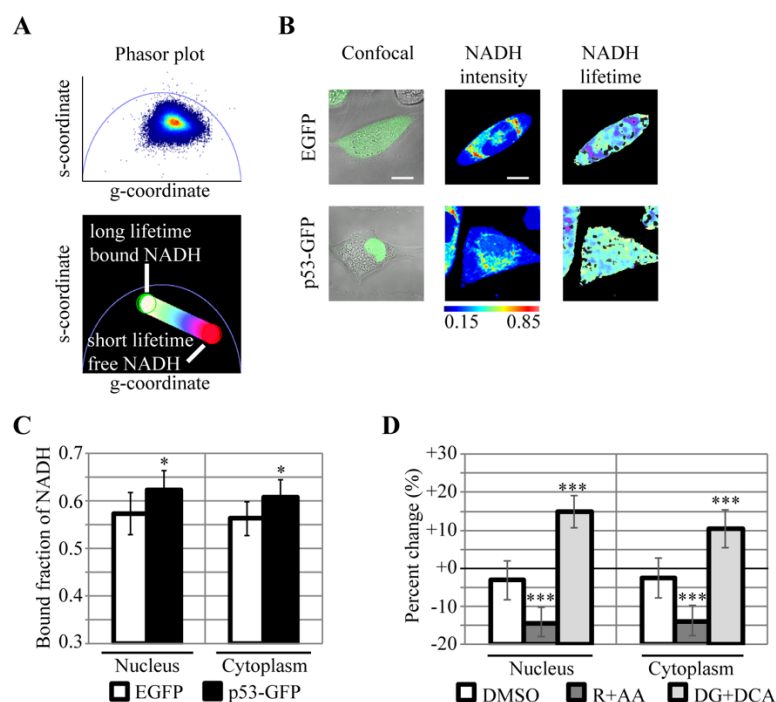 A
Phasor plot
s-coordinate
g-coordinate
long lifetime
bound NADH
short lifetime
free NADH
s-coordinate
g-coordinate
B
Confocal
NADH
intensity
NADH
lifetime
EGFP
p53-GFP
0.15 0.85
C
Bound fraction of NADH
0.7
0.6
0.5
0.4
0.3
* *
Nucleus Cytoplasm
EGFP p53-GFP
D
Percent change (%)
+30
+20
+10
+0
-10
-20
*** *** *** ***
Nucleus Cytoplasm
DMSO R+AA DG+DCA